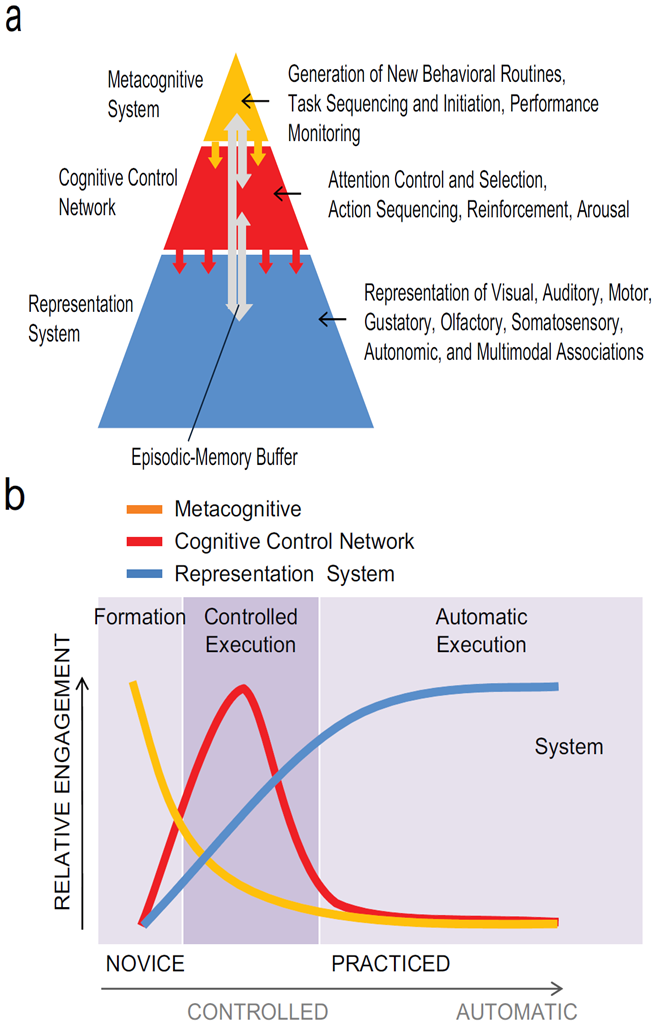 a
Metacognitive
System
Generation of New Behavioral Routines,
Task Sequencing and Initiation, Performance
Monitoring
Cognitive Control
Network
Attention Control and Selection,
Action Sequencing, Reinforcement, Arousal
Representation
System
Representation of Visual, Auditory, Motor,
Gustatory, Olfactory, Somatosensory,
Autonomic, and Multimodal Associations
Episodic-Memory Buffer
b
Metacognitive
Cognitive Control Network
Representation System
Formation
Controlled
Execution
Automatic
Execution
System
RELATIVE ENGAGEMENT
NOVICE
PRACTICED
CONTROLLED
AUTOMATIC